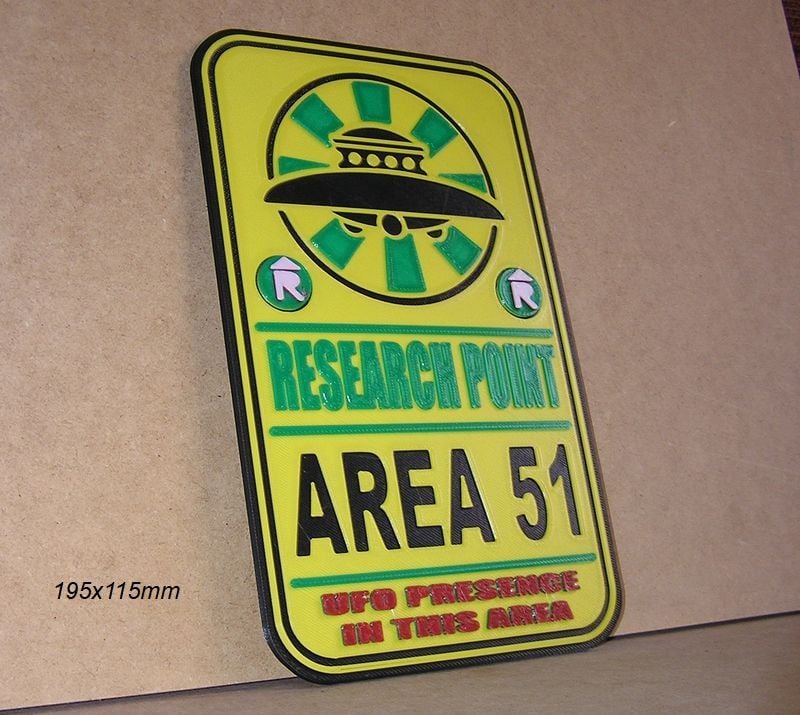 R R
RESEARCH POINT
AREA 51
UFO PRESENCE
IN THIS AREA
195x115mm